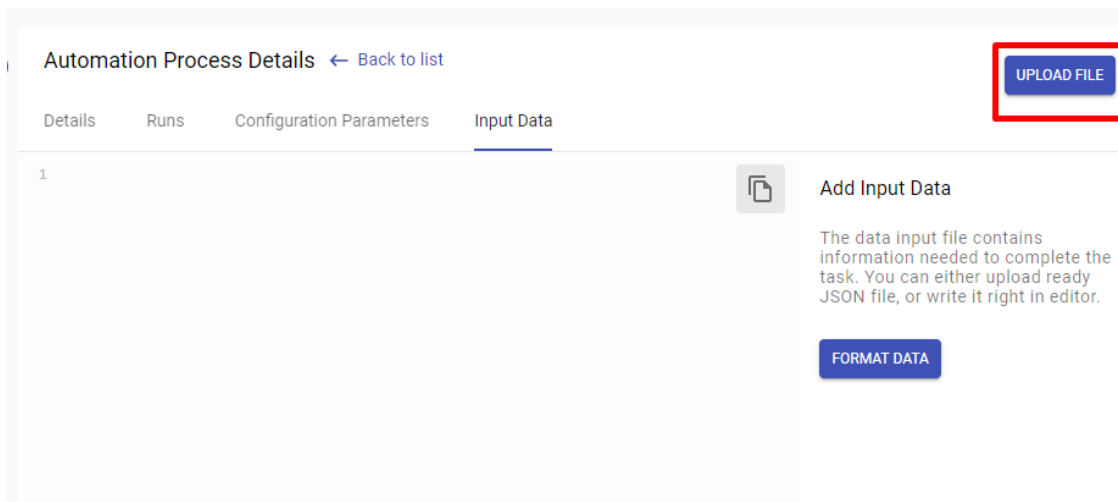 Automation Process Details ← Back to list
UPLOAD FILE
Details Runs Configuration Parameters Input Data
1
Add Input Data
The data input file contains
information needed to complete the
task. You can either upload ready
JSON file, or write it right in editor.
FORMAT DATA